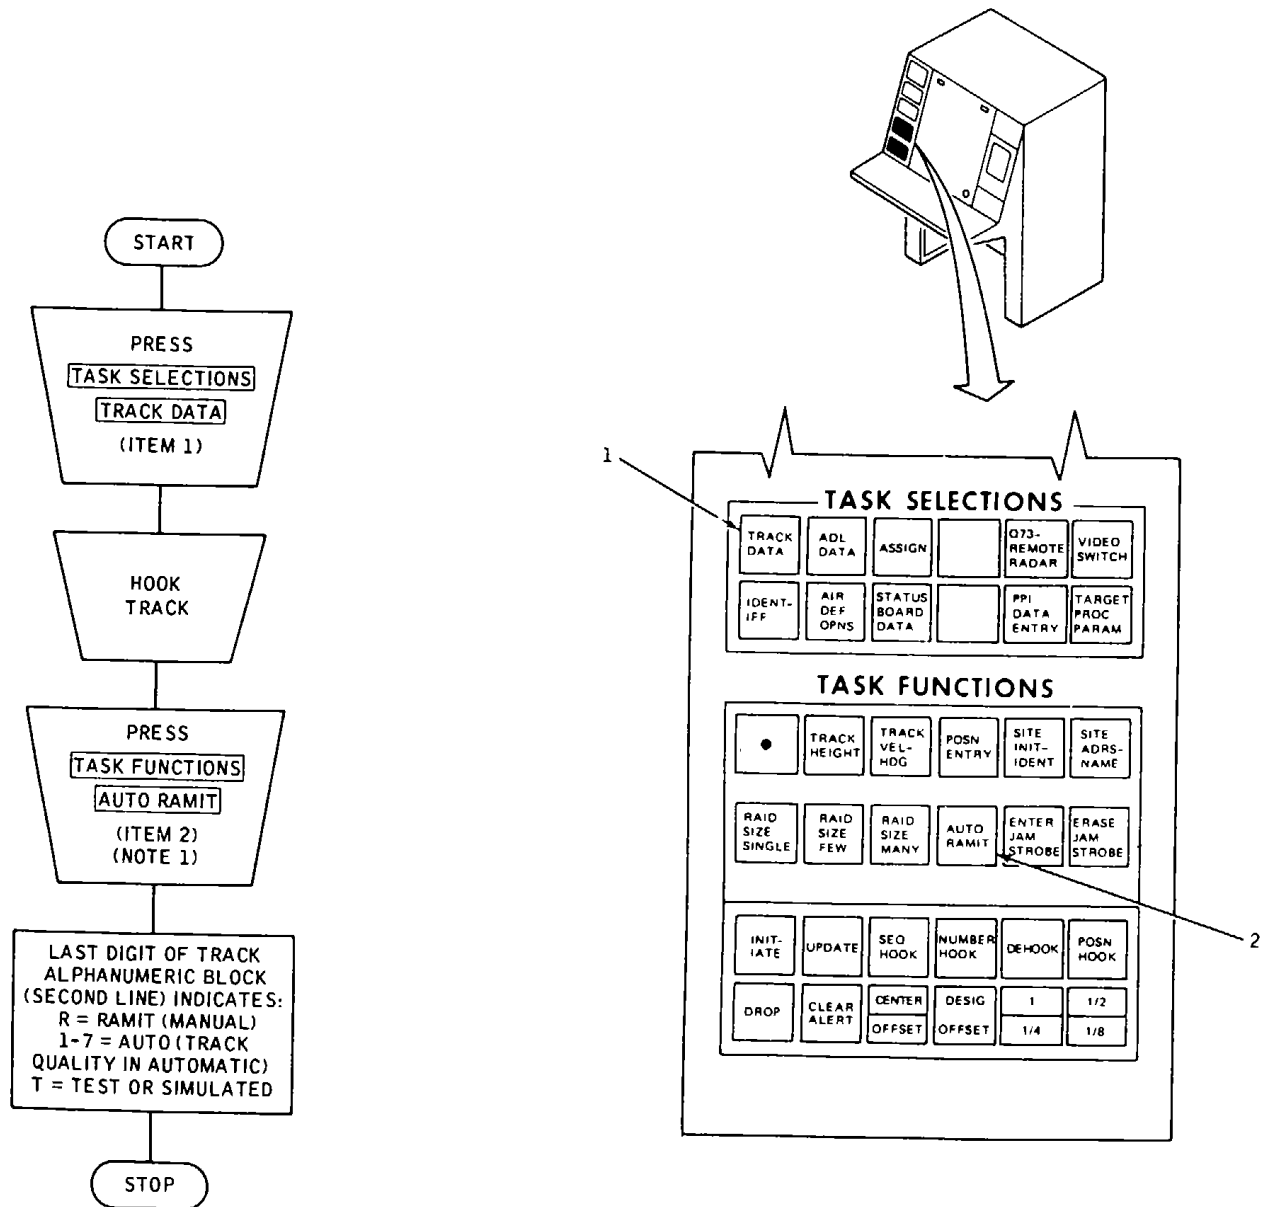 START
PRESS
TASK SELECTIONS
TRACK DATA
(ITEM 1)
HOOK
TRACK
PRESS
TASK FUNCTIONS
AUTO RAMIT
(ITEM 2)
(NOTE 1)
LAST DIGIT OF TRACK
ALPHANUMERIC BLOCK
(SECOND LINE) INDICATES:
R = RAMIT (MANUAL)
1-7 = AUTO (TRACK
QUALITY IN AUTOMATIC)
T = TEST OR SIMULATED
STOP
1
TASK SELECTIONS
TRACK
DATA
ADL
DATA
ASSIGN
Q73-
REMOTE
RADAR
VIDEO
SWITCH
IDENT-
IFF
AIR
DEF
OPNS
STATUS
BOARD
DATA
PPI
DATA
ENTRY
TARGET
PROC
PARAM
TASK FUNCTIONS
TRACK
HEIGHT
TRACK
VEL-
HDG
POSN
ENTRY
SITE
INIT-
IDENT
SITE
ADRS-
NAME
RAID
SIZE
SINGLE
RAID
SIZE
FEW
RAID
SIZE
MANY
AUTO
RAMIT
ENTER
JAM
STROBE
ERASE
JAM
STROBE
2
INIT-
IATE
UPDATE
SEQ
HOOK
NUMBER
HOOK
DEHOOK
POSN
HOOK
DROP
CLEAR
ALERT
CENTER
OFFSET
DESIG
OFFSET
1
1/4
1/2
1/8